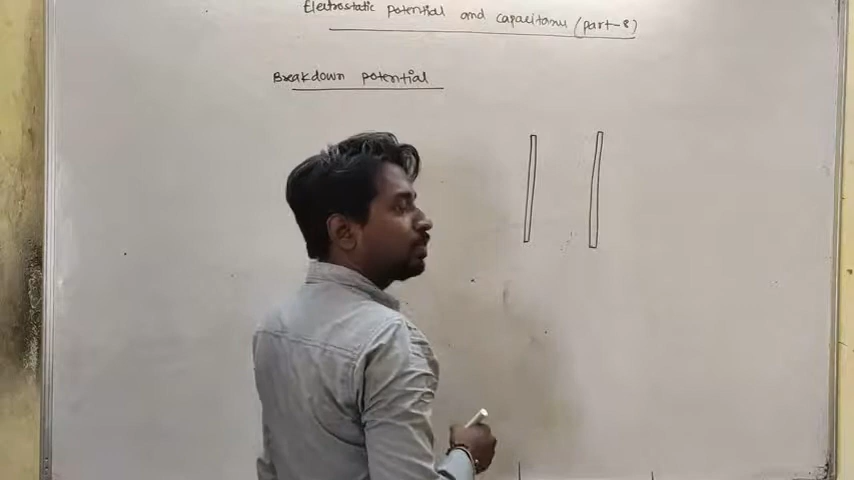 Electrostatic potential and capacitance (part-8)
Breakdown potential